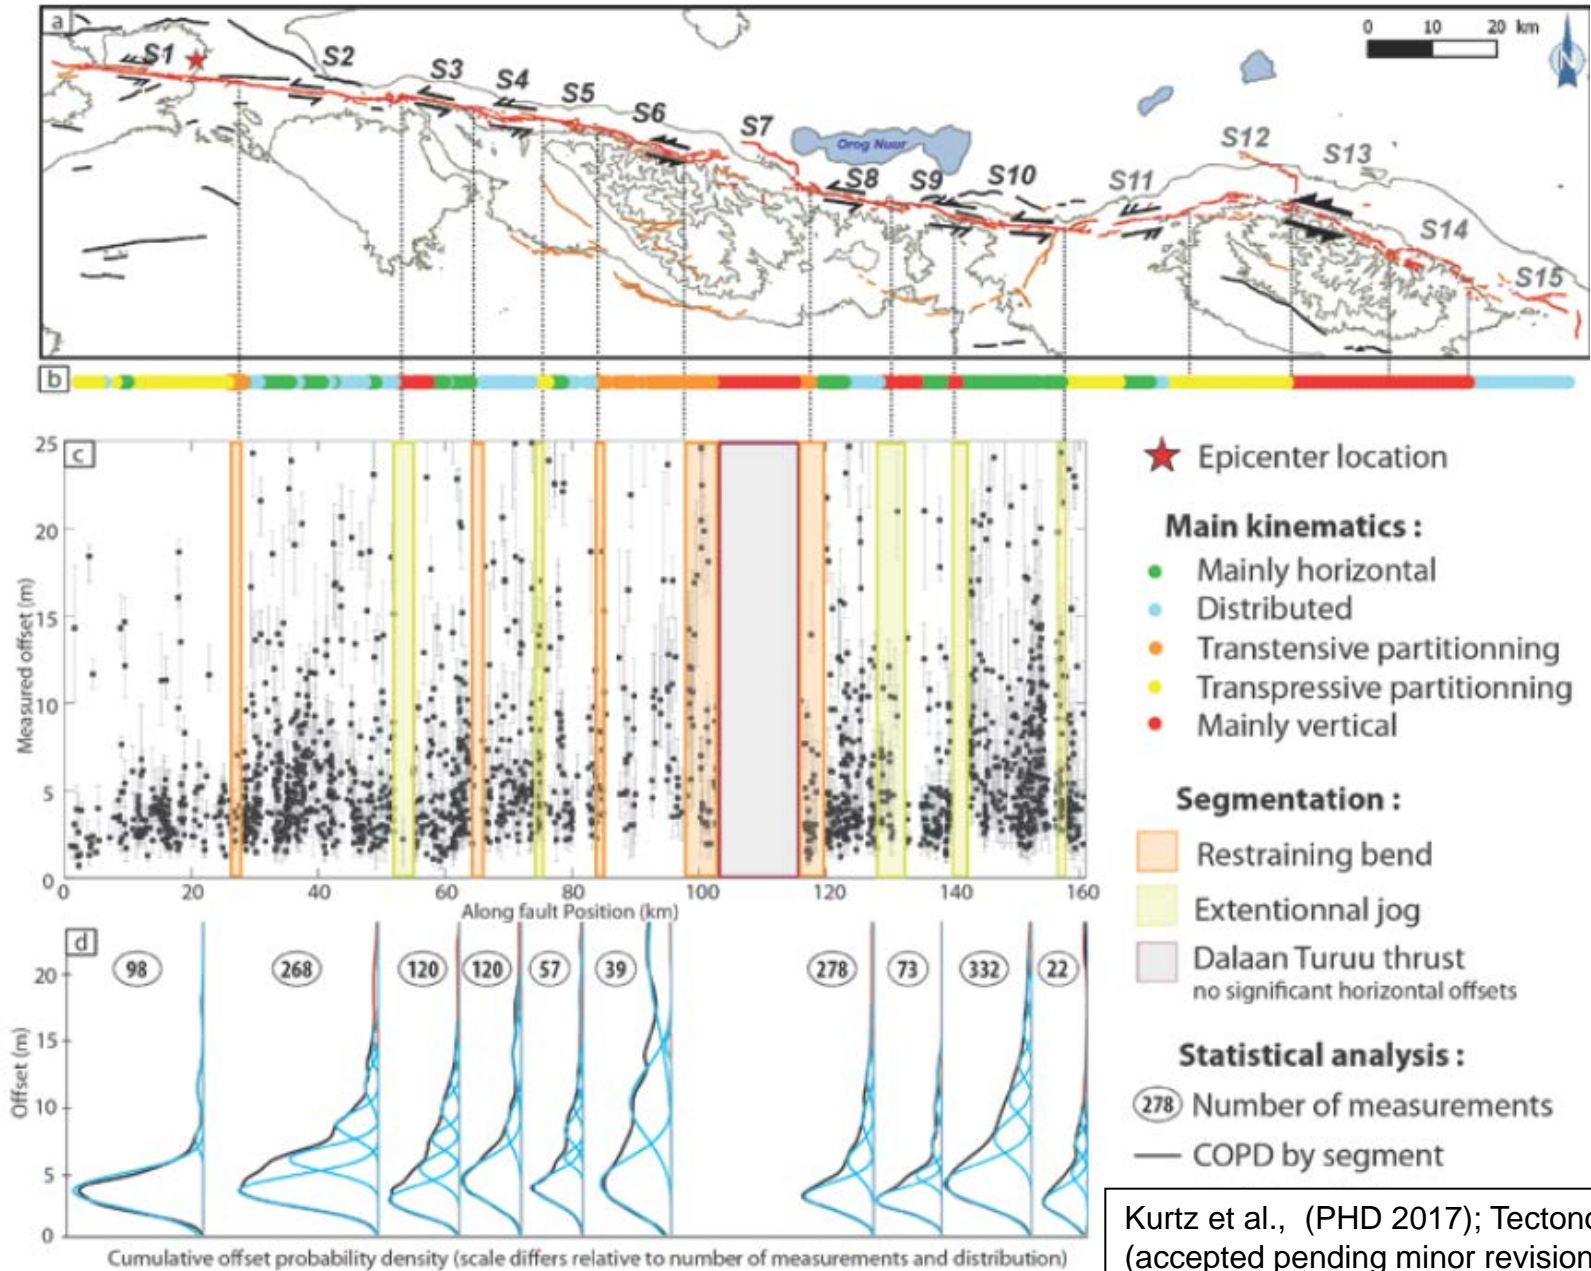 a
0 10 20 km
N
S1
S2
S3
S4
S5
S6
S7
Orog Nuur
S8
S9
S10
S11
S12
S13
S14
S15
b
c
25
20
15
10
5
0
Measured offset (m)
0 20 40 60 80 100 120 140 160
Along fault Position (km)
d
98 268 120 120 57 39 278 73 332 22
20
15
10
5
0
Offset (m)
Cumulative offset probability density (scale differs relative to number of measurements and distribution)
Epicenter location
Main kinematics :
Mainly horizontal
Distributed
Transtensive partitionning
Transpressive partitionning
Mainly vertical
Segmentation :
Restraining bend
Extentionnal jog
Dalaan Turuu thrust
no significant horizontal offsets
Statistical analysis :
278 Number of measurements
COPD by segment
Kurtz et al., (PHD 2017); Tectono
(accepted pending minor revision